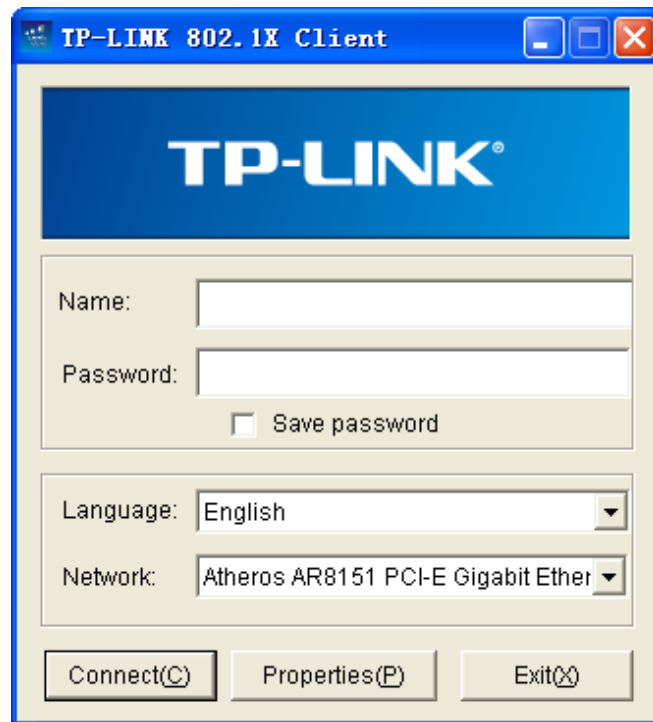 TP-LINK 802.1X Client
TP-LINK®
Name:
Password:
Save password
Language: English
Network: Atheros AR8151 PCI-E Gigabit Ether
Connect(C) Properties(P) Exit(X)